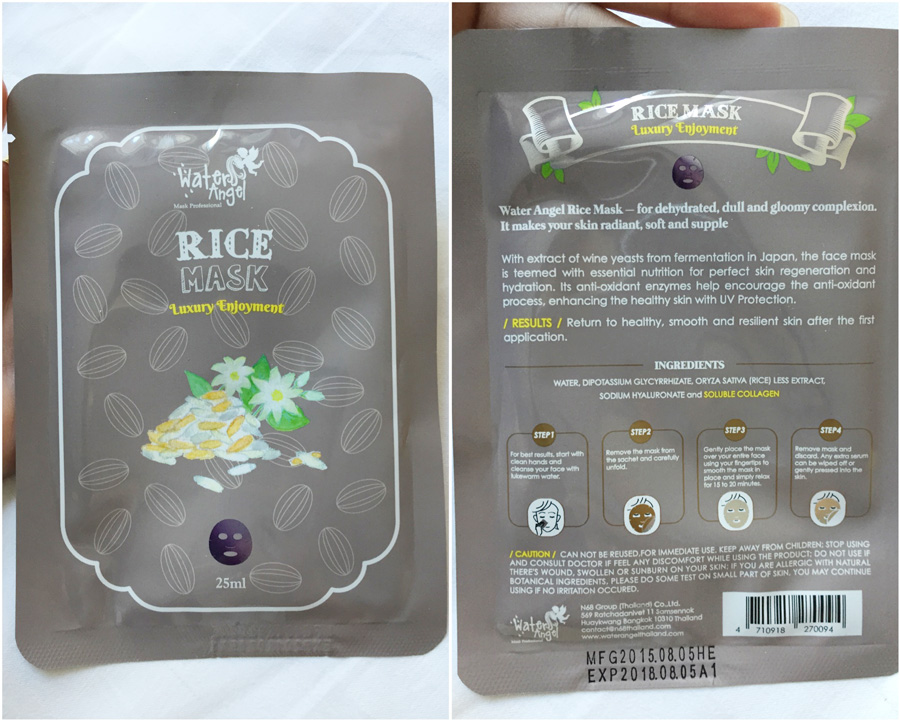 Water
Angel
Mask Professional
RICE
MASK
Luxury Enjoyment
25ml
RICE MASK
Luxury Enjoyment
Water Angel Rice Mask – for dehydrated, dull and gloomy complexion.
It makes your skin radiant, soft and supple
With extract of wine yeasts from fermentation in Japan, the face mask
is teemed with essential nutrition for perfect skin regeneration and
hydration. Its anti-oxidant enzymes help encourage the anti-oxidant
process, enhancing the healthy skin with UV Protection.
/ RESULTS / Return to healthy, smooth and resilient skin after the first
application.
INGREDIENTS
WATER, DIPOTASSIUM GLYCYRRHIZATE, ORYZA SATIVA (RICE) LESS EXTRACT,
SODIUM HYALURONATE and SOLUBLE COLLAGEN
STEP1
For best results, start with
clean hands and
cleanse your face with
lukewarm water.
STEP2
Remove the mask from
the sachet and carefully
unfold.
STEP3
Gently place the mask
over your entire face
using your fingertips to
smooth the mask in
place and simply relax
for 15 to 20 minutes.
STEP4
Remove mask and
discard. Any extra serum
can be wiped off or
gently pressed into the
skin.
/ CAUTION / CAN NOT BE REUSED.FOR IMMEDIATE USE. KEEP AWAY FROM CHILDREN; STOP USING
AND CONSULT DOCTOR IF FEEL ANY DISCOMFORT WHILE USING THE PRODUCT; DO NOT USE IF
THERE'S WOUND, SWOLLEN OR SUNBURN ON YOUR SKIN; IF YOU ARE ALLERGIC WITH NATURAL
BOTANICAL INGREDIENTS, PLEASE DO SOME TEST ON SMALL PART OF SKIN. YOU MAY CONTINUE
USING IF NO IRRITATION OCCURED.
Water
Angel
Mask Professional
N68 Group (Thailand) Co.,Ltd.
569 Ratchadanivet 11 Samsennok
Huaykwang Bangkok 10310 Thailand
contact@n68thailand.com
www.waterangelthailand.com
4 710918 270094
MFG2015.08.05HE
EXP2018.08.05A1